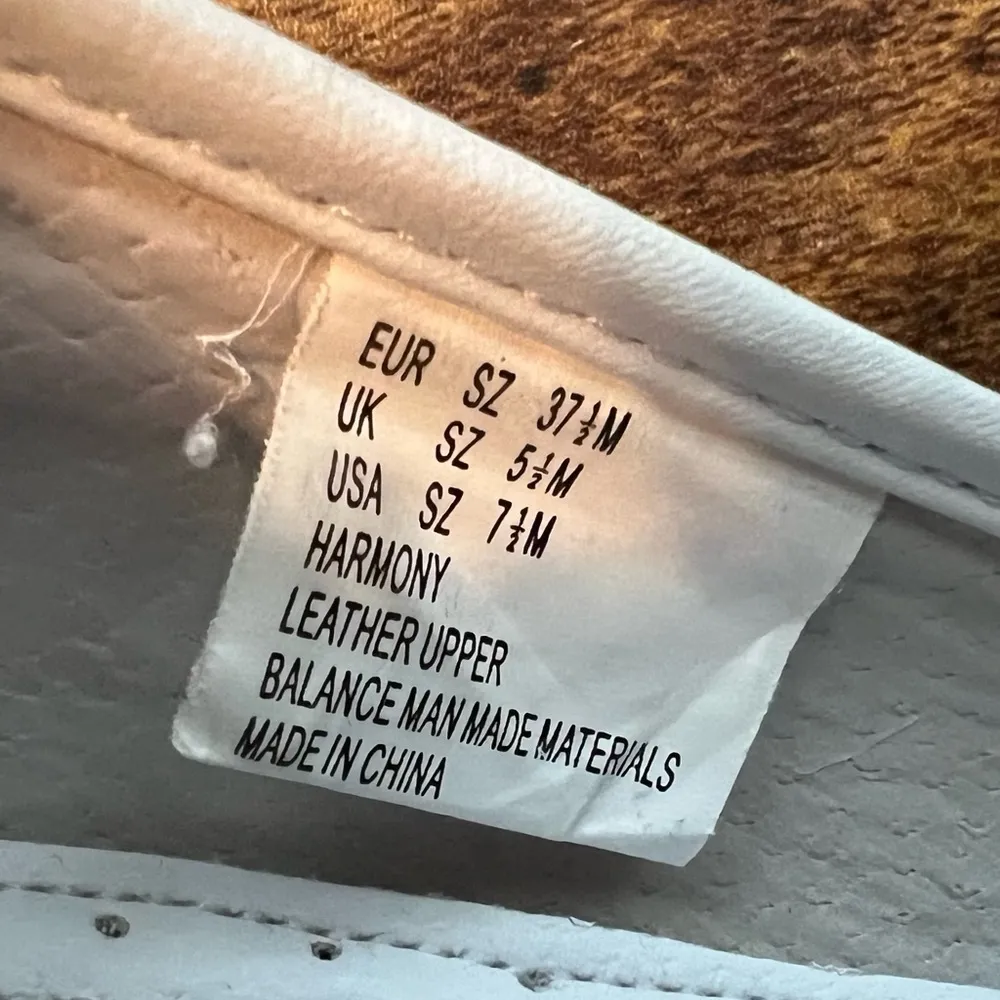 EUR SZ 37½M
UK SZ 5½M
USA SZ 7½M
HARMONY
LEATHER UPPER
BALANCE MAN MADE MATERIALS
MADE IN CHINA